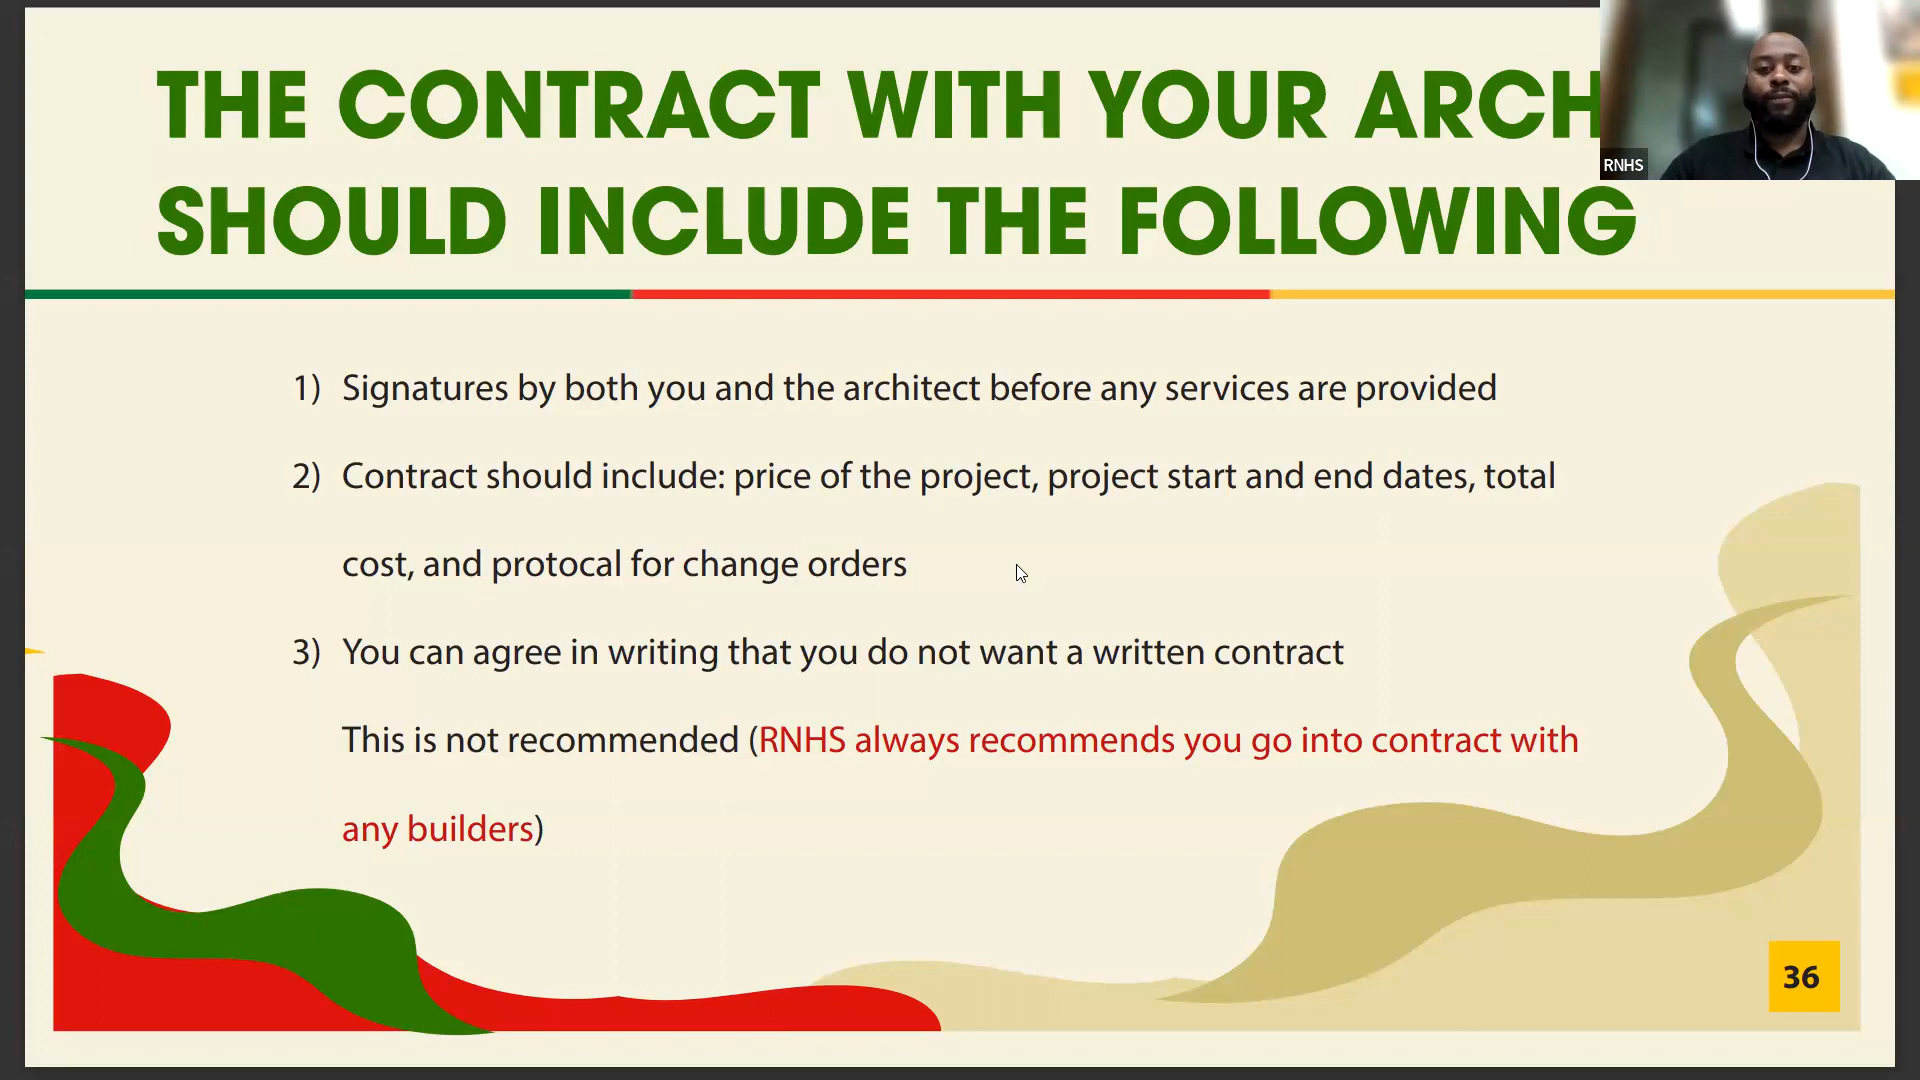 THE CONTRACT WITH YOUR ARCH
SHOULD INCLUDE THE FOLLOWING
RNHS
1) Signatures by both you and the architect before any services are provided
2) Contract should include: price of the project, project start and end dates, total
cost, and protocal for change orders
3) You can agree in writing that you do not want a written contract
This is not recommended (RNHS always recommends you go into contract with
any builders)
36